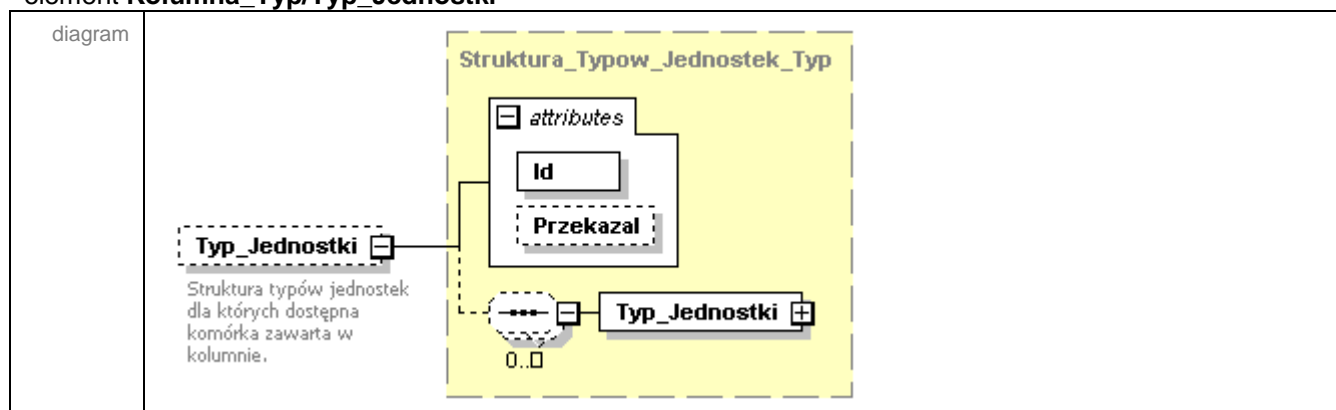 element Kolumna_Typ/Typ_Jednostki
diagram
Struktura_Typow_Jednostek_Typ
attributes
Id
Przekazal
Typ_Jednostki
Struktura typów jednostek
dla których dostępna
komórka zawarta w
kolumnie.
Typ_Jednostki
0..□